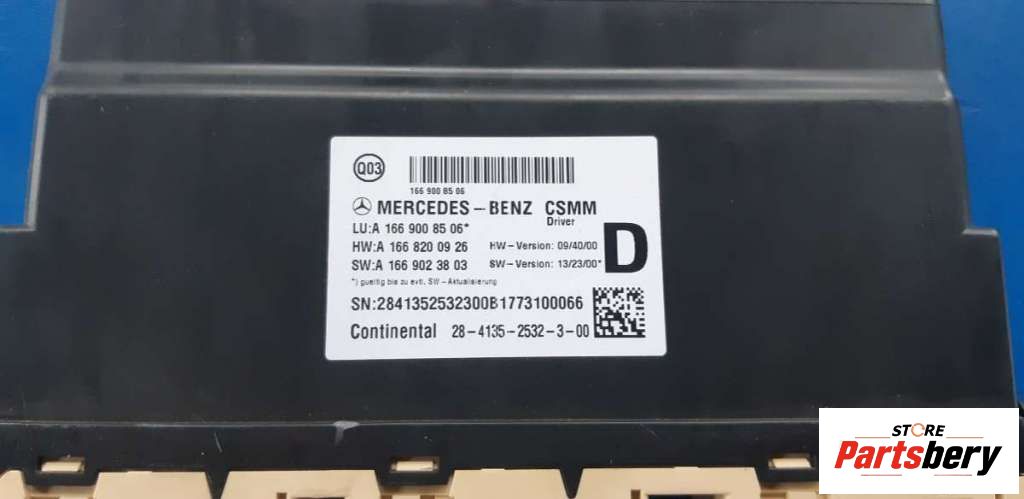 Q03
166 900 85 06
MERCEDES-BENZ CSMM
Driver
LU:A 166 900 85 06*
HW:A 166 820 09 26 HW-Version: 09/40/00
SW:A 166 902 38 03 SW-Version: 13/23/00*
D
*) gueltig bis zu evtl. SW-Aktualisierung
SN:2841352532300B1773100066
Continental 28-4135-2532-3-00
STORE
Partsbery